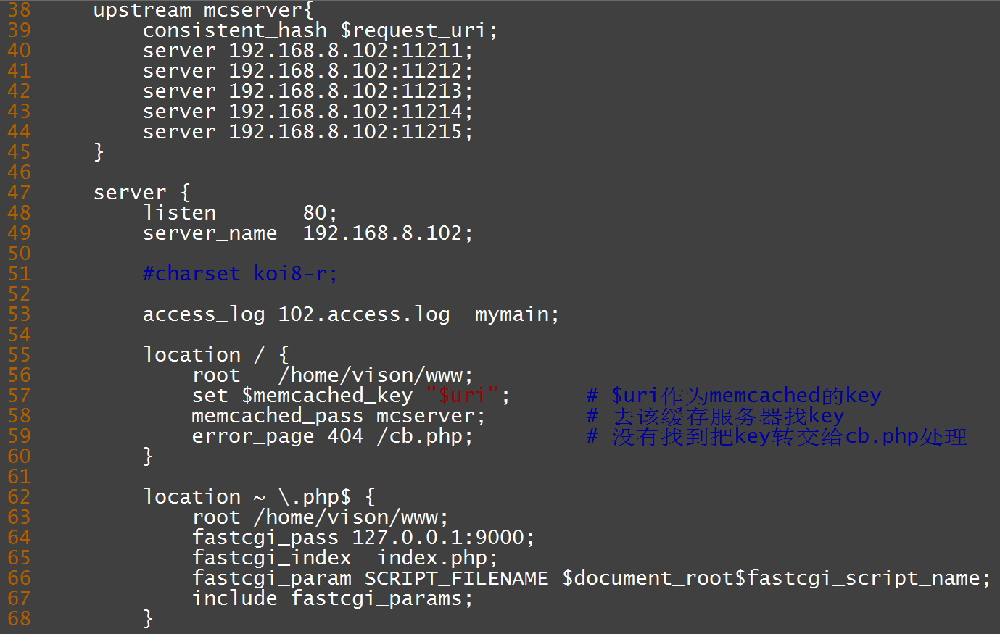 38     upstream mcserver{
39         consistent_hash $request_uri;
40         server 192.168.8.102:11211;
41         server 192.168.8.102:11212;
42         server 192.168.8.102:11213;
43         server 192.168.8.102:11214;
44         server 192.168.8.102:11215;
45     }
46
47     server {
48         listen       80;
49         server_name  192.168.8.102;
50
51         #charset koi8-r;
52
53         access_log 102.access.log  mymain;
54
55         location / {
56             root   /home/vison/www;
57             set $memcached_key "$uri";      # $uri作为memcached的key
58             memcached_pass mcserver;        # 去该缓存服务器找key
59             error_page 404 /cb.php;         # 没有找到把key转交给cb.php处理
60         }
61
62         location ~ \.php$ {
63             root /home/vison/www;
64             fastcgi_pass 127.0.0.1:9000;
65             fastcgi_index  index.php;
66             fastcgi_param SCRIPT_FILENAME $document_root$fastcgi_script_name;
67             include fastcgi_params;
68         }